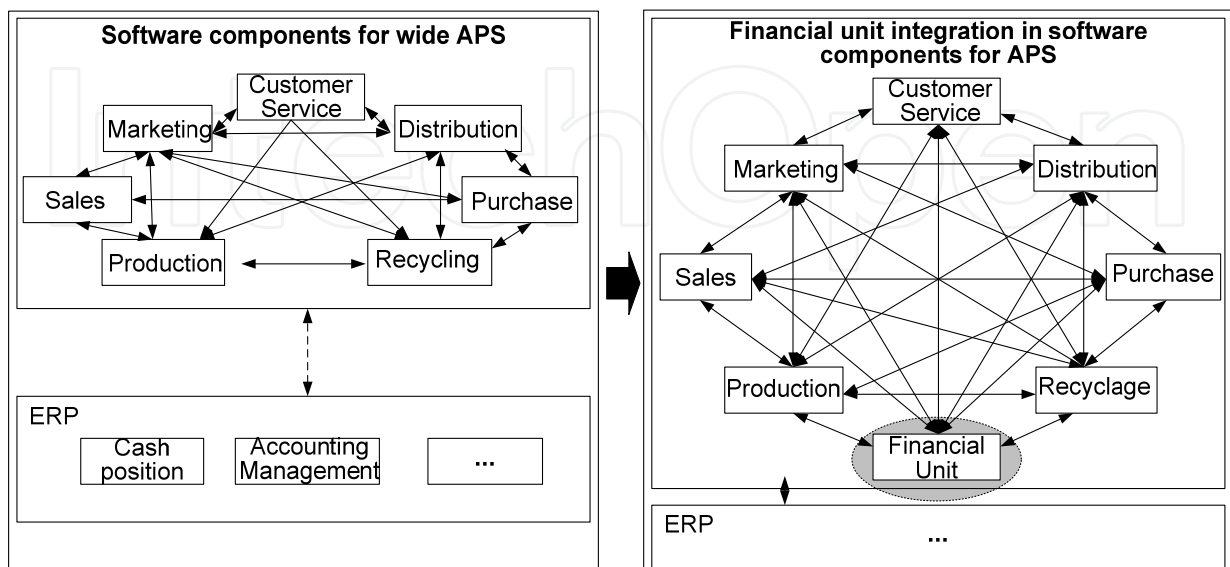 Software components for wide APS
Customer
Service
Marketing
Distribution
Sales
Purchase
Production
Recycling
ERP
Cash
position
Accounting
Management
...
Financial unit integration in software
components for APS
Customer
Service
Marketing
Distribution
Sales
Purchase
Production
Recyclage
Financial
Unit
ERP
...
IntechOpen